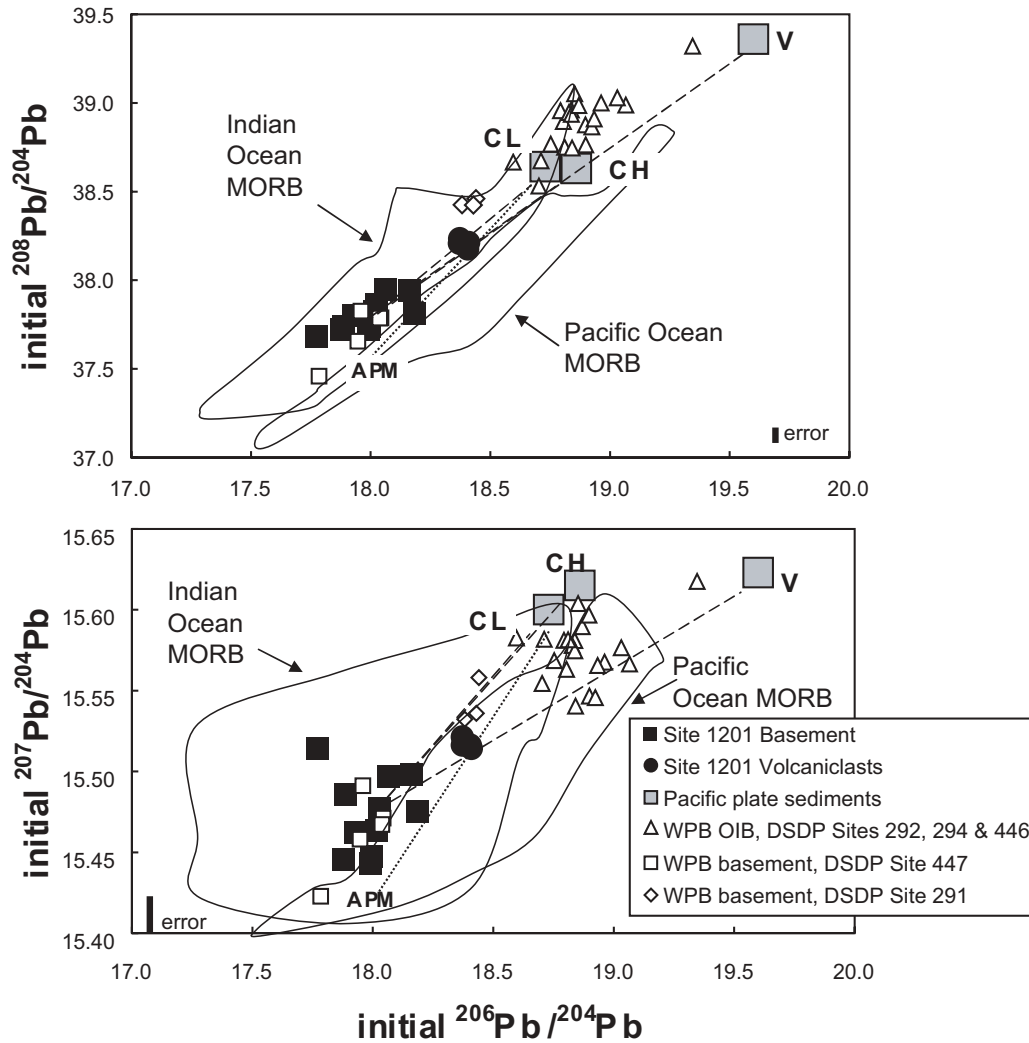 39.5
39.0
38.5
38.0
37.5
37.0
initial ²⁰⁸Pb/²⁰⁴Pb
Indian
Ocean
MORB
CL
CH
V
APM
Pacific Ocean
MORB
error
17.0 17.5 18.0 18.5 19.0 19.5 20.0
15.65
15.60
15.55
15.50
15.45
15.40
initial ²⁰⁷Pb/²⁰⁴Pb
Indian
Ocean
MORB
CH
CL
V
APM
Pacific
Ocean MORB
error
Site 1201 Basement
Site 1201 Volcaniclasts
Pacific plate sediments
WPB OIB, DSDP Sites 292, 294 & 446
WPB basement, DSDP Site 447
WPB basement, DSDP Site 291
17.0 17.5 18.0 18.5 19.0 19.5 20.0
initial ²⁰⁶Pb/²⁰⁴Pb